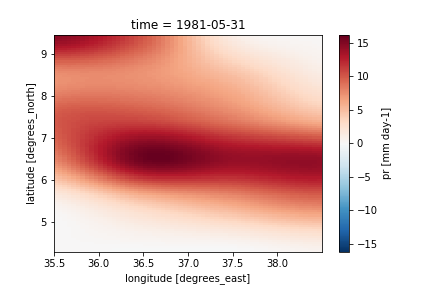 time = 1981-05-31
9
8
7
6
5
latitude [degrees_north]
35.5 36.0 36.5 37.0 37.5 38.0
longitude [degrees_east]
15
10
5
0
−5
−10
−15
pr [mm day-1]